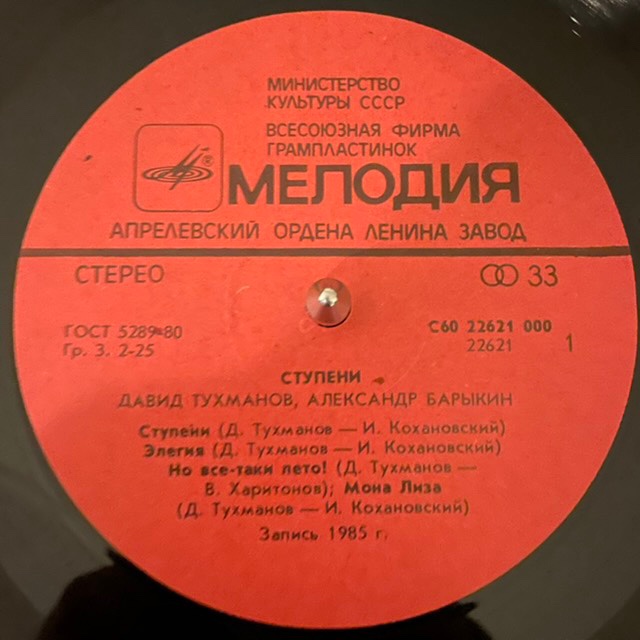 МИНИСТЕРСТВО
КУЛЬТУРЫ СССР
ВСЕСОЮЗНАЯ ФИРМА
ГРАМПЛАСТИНОК
МЕЛОДИЯ
АПРЕЛЕВСКИЙ ОРДЕНА ЛЕНИНА ЗАВОД
СТЕРЕО
33
ГОСТ 5289-80
Гр. 3. 2-25
С60 22621 000
22621 1
СТУПЕНИ
ДАВИД ТУХМАНОВ, АЛЕКСАНДР БАРЫКИН
Ступени (Д. Тухманов — И. Кохановский)
Элегия (Д. Тухманов — И. Кохановский)
Но все-таки лето! (Д. Тухманов —
В. Харитонов); Мона Лиза
(Д. Тухманов — И. Кохановский)
Запись 1985 г.